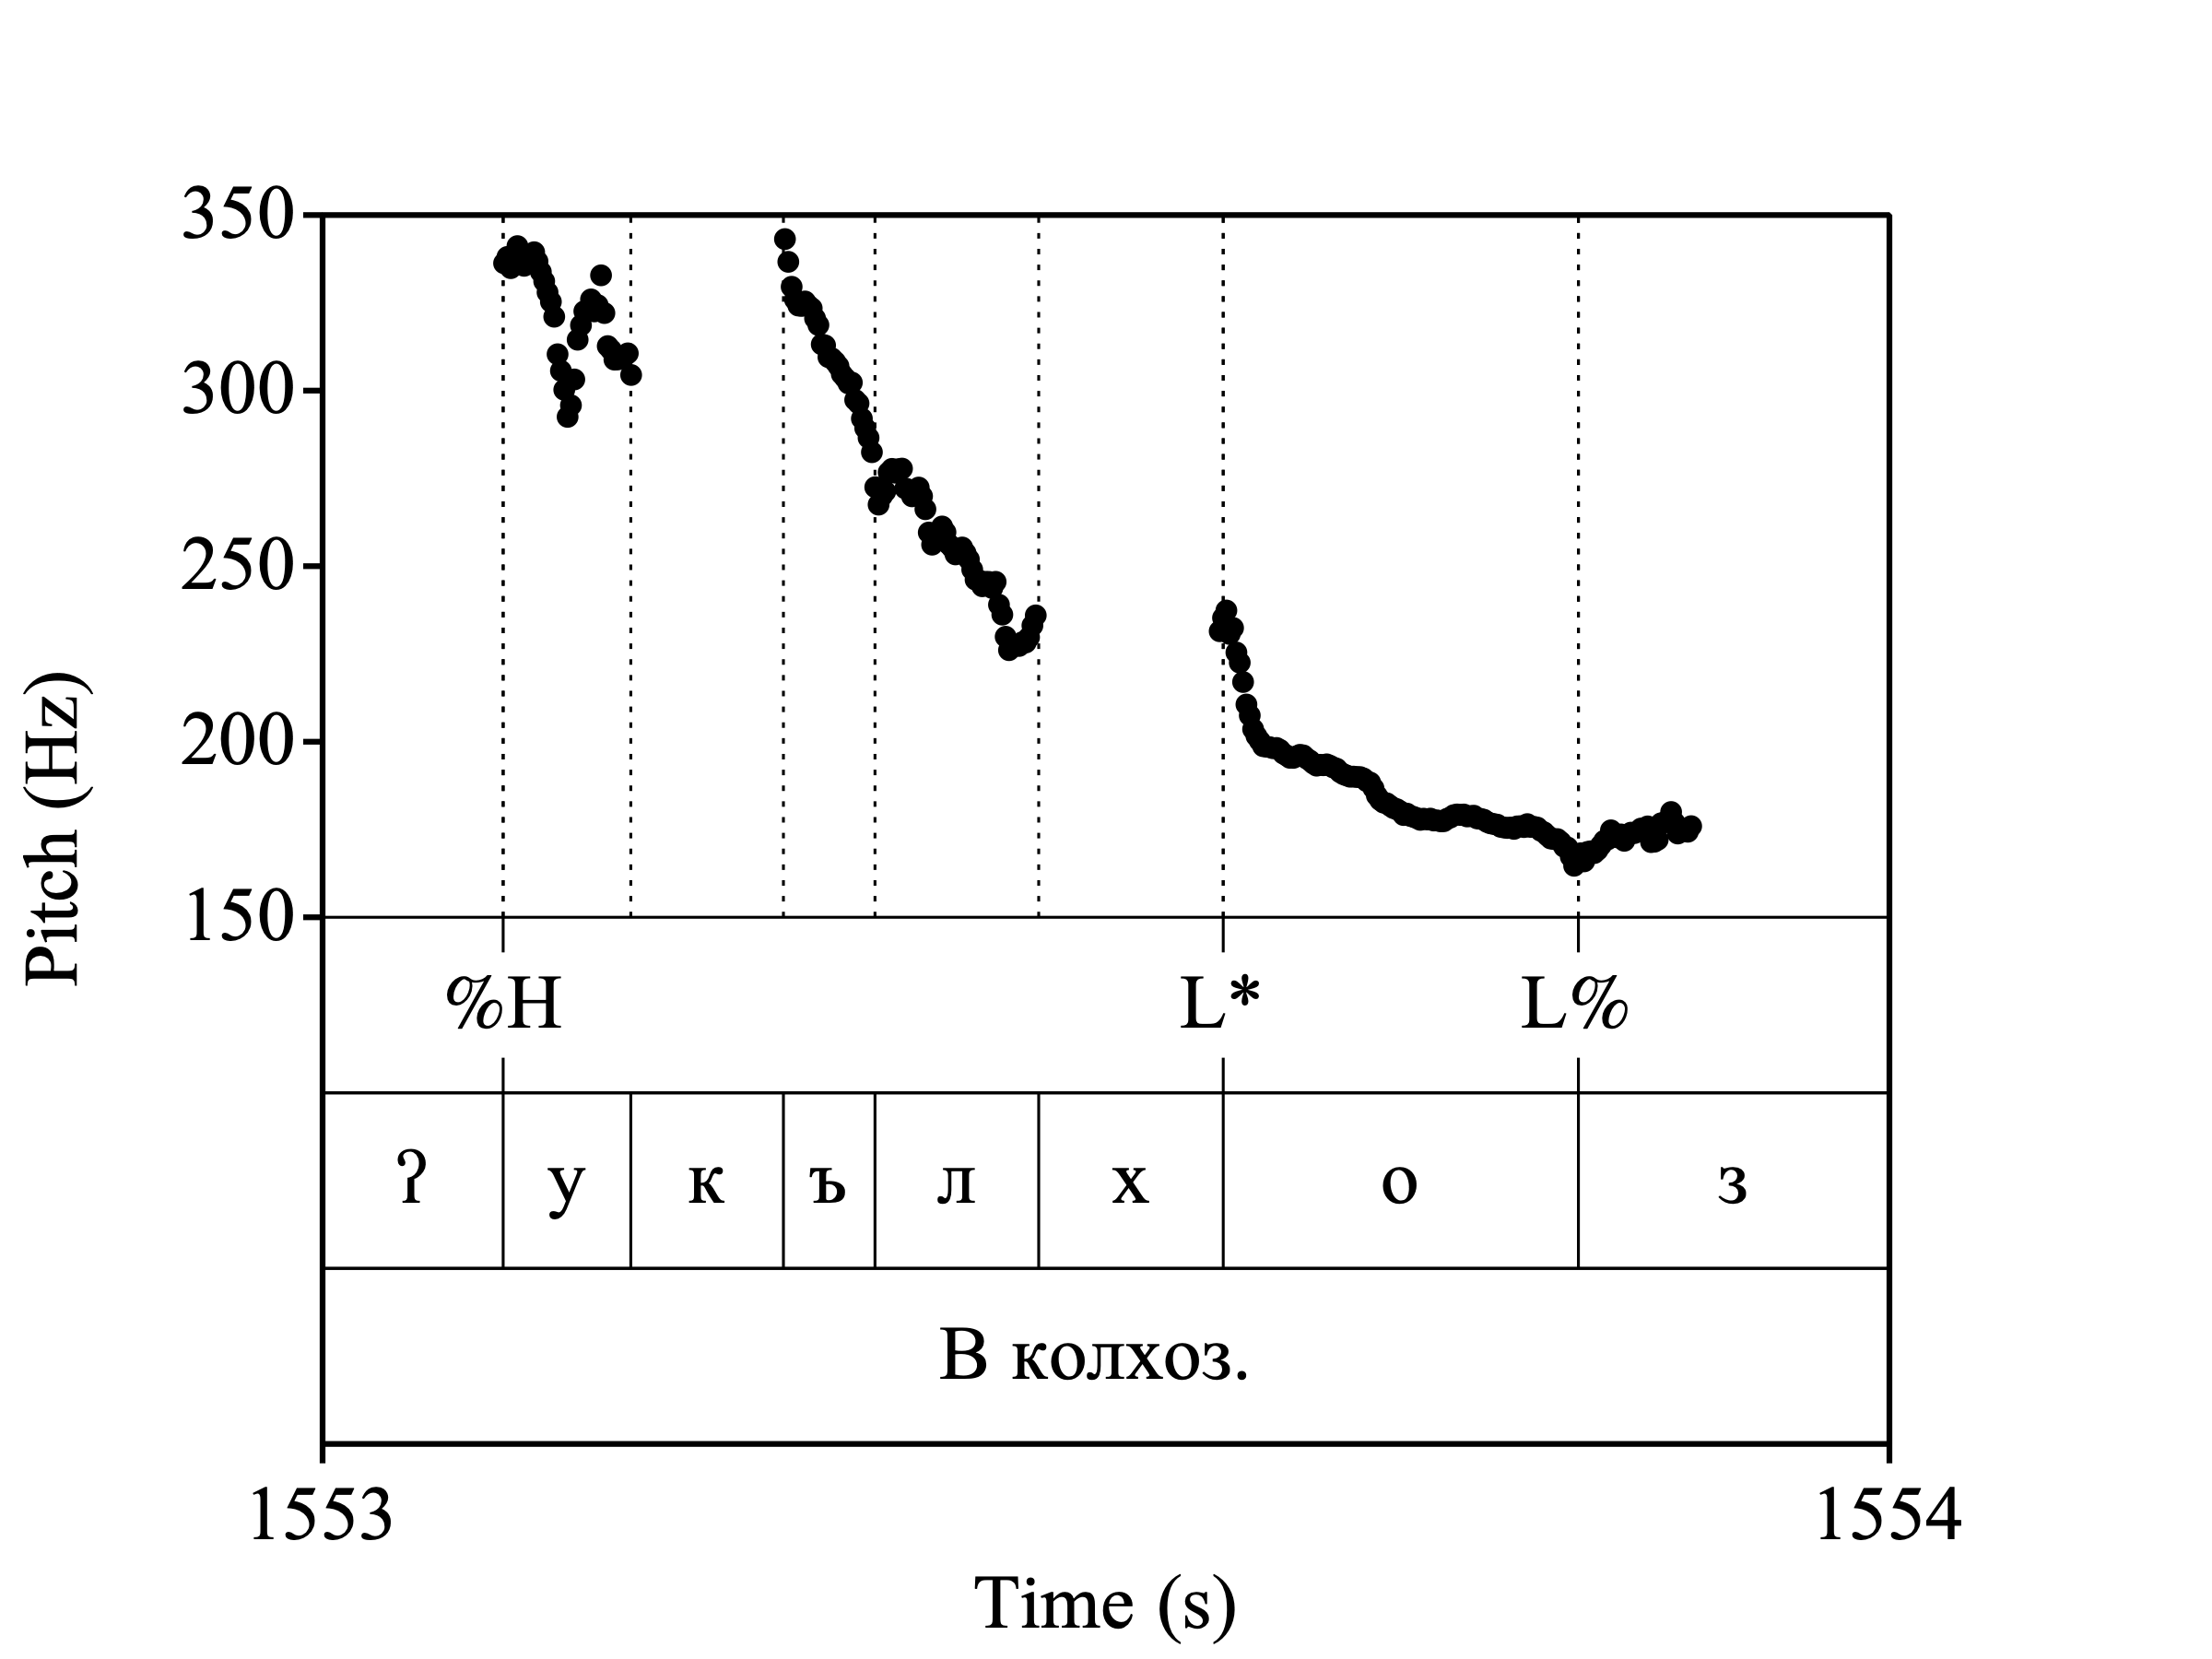 350
300
250
200
150
Pitch (Hz)
%H L* L%
ʔ у к ъ л х о з
В колхоз.
1553 1554
Time (s)